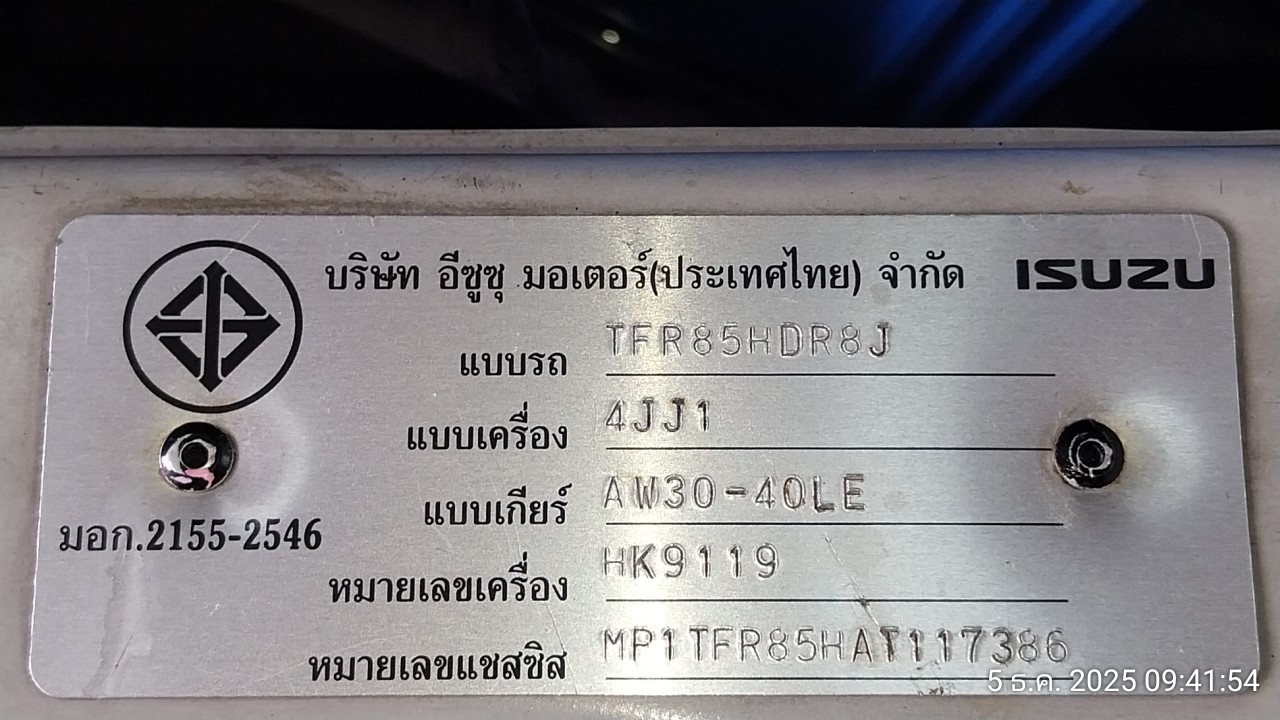 บริษัท อีซูซุ มอเตอร์(ประเทศไทย) จำกัด ISUZU
แบบรถ TFR85HDR8J
แบบเครื่อง 4JJ1
แบบเกียร์ AW30-40LE
มอก.2155-2546
หมายเลขเครื่อง HK9119
หมายเลขแชสซิส MP1TFR85HAT117386
5 ธ.ค. 2025 09:41:54